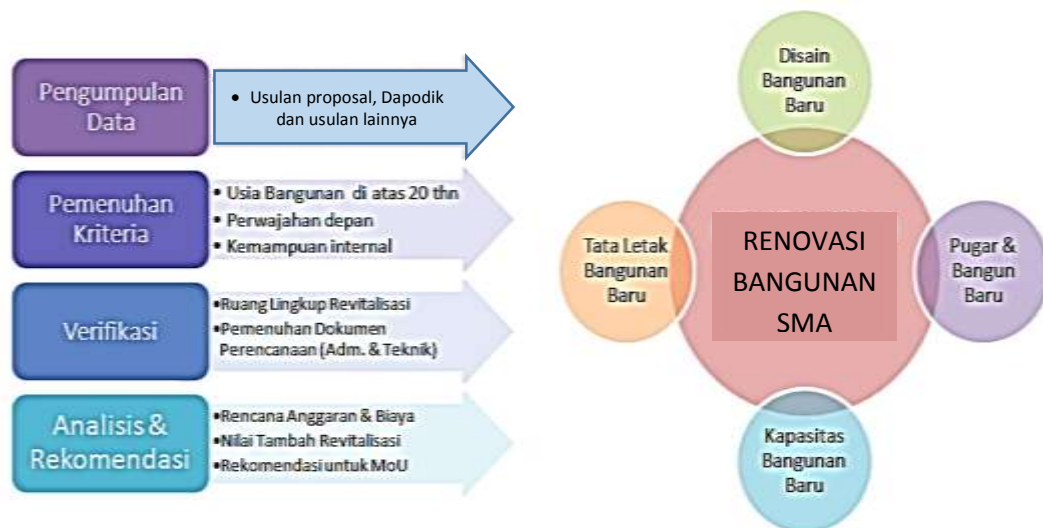 Pengumpulan
Data
• Usulan proposal, Dapodik
dan usulan lainnya
Pemenuhan
Kriteria
• Usia Bangunan di atas 20 thn
• Perwajahan depan
• Kemampuan internal
Verifikasi
•Ruang Lingkup Revitalisasi
•Pemenuhan Dokumen
Perencanaan (Adm. & Teknik)
Analisis &
Rekomendasi
•Rencana Anggaran & Biaya
•Nilai Tambah Revitalisasi
•Rekomendasi untuk MoU
Disain
Bangunan
Baru
Tata Letak
Bangunan
Baru
RENOVASI
BANGUNAN
SMA
Pugar &
Bangun
Baru
Kapasitas
Bangunan
Baru